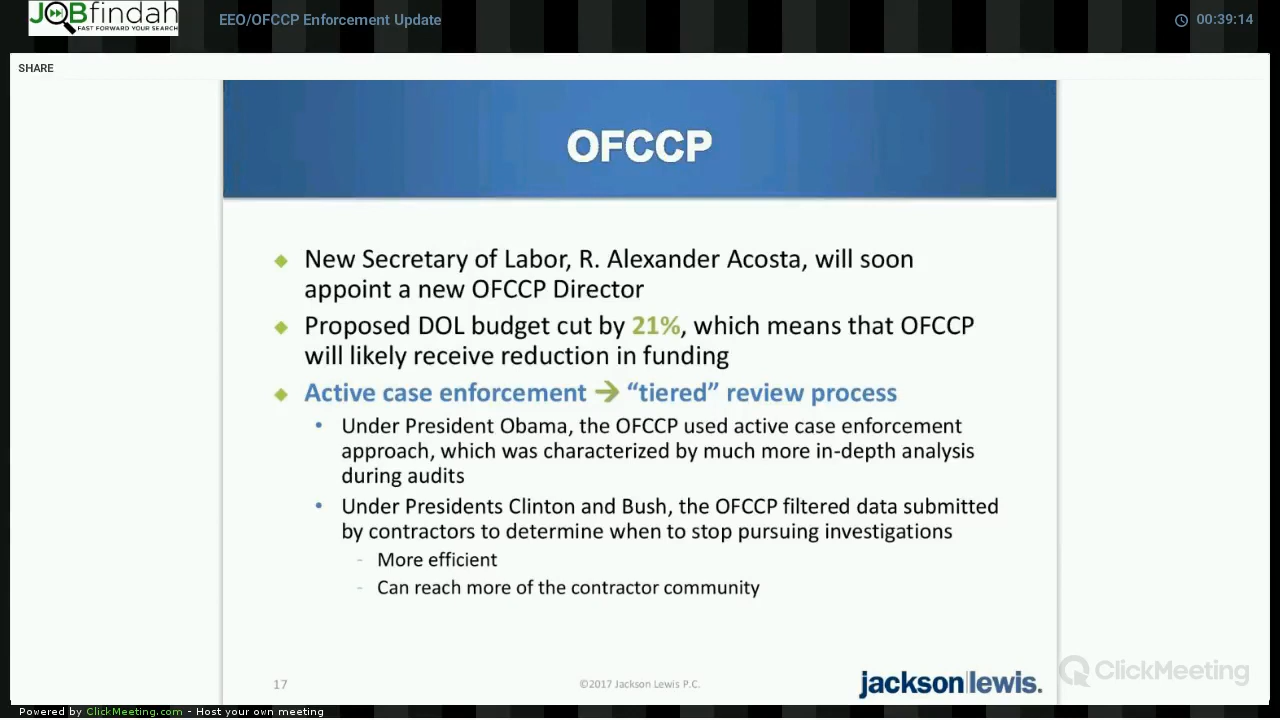 JOBfindah
FAST FORWARD YOUR SEARCH
EEO/OFCCP Enforcement Update
00:39:14
SHARE
OFCCP
New Secretary of Labor, R. Alexander Acosta, will soon
appoint a new OFCCP Director
Proposed DOL budget cut by 21%, which means that OFCCP
will likely receive reduction in funding
Active case enforcement → “tiered” review process
Under President Obama, the OFCCP used active case enforcement
approach, which was characterized by much more in-depth analysis
during audits
Under Presidents Clinton and Bush, the OFCCP filtered data submitted
by contractors to determine when to stop pursuing investigations
- More efficient
- Can reach more of the contractor community
17
©2017 Jackson Lewis P.C.
jackson|lewis.
ClickMeeting
Powered by ClickMeeting.com - Host your own meeting